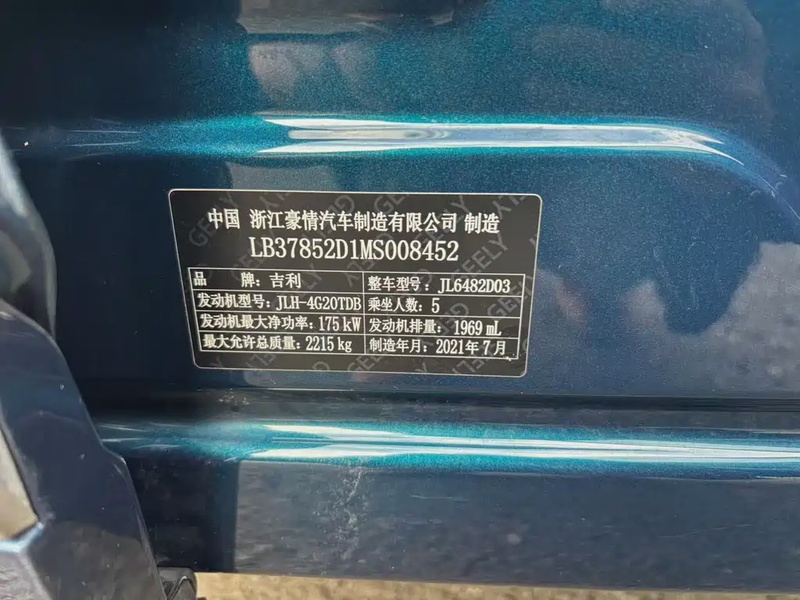 中国 浙江豪情汽车制造有限公司 制造
LB37852D1MS008452
品 牌：吉利 整车型号：JL6482D03
发动机型号：JLH-4G20TDB 乘坐人数：5
发动机最大净功率：175 kW 发动机排量：1969 mL
最大允许总质量：2215 kg 制造年月：2021年7月
GEELY